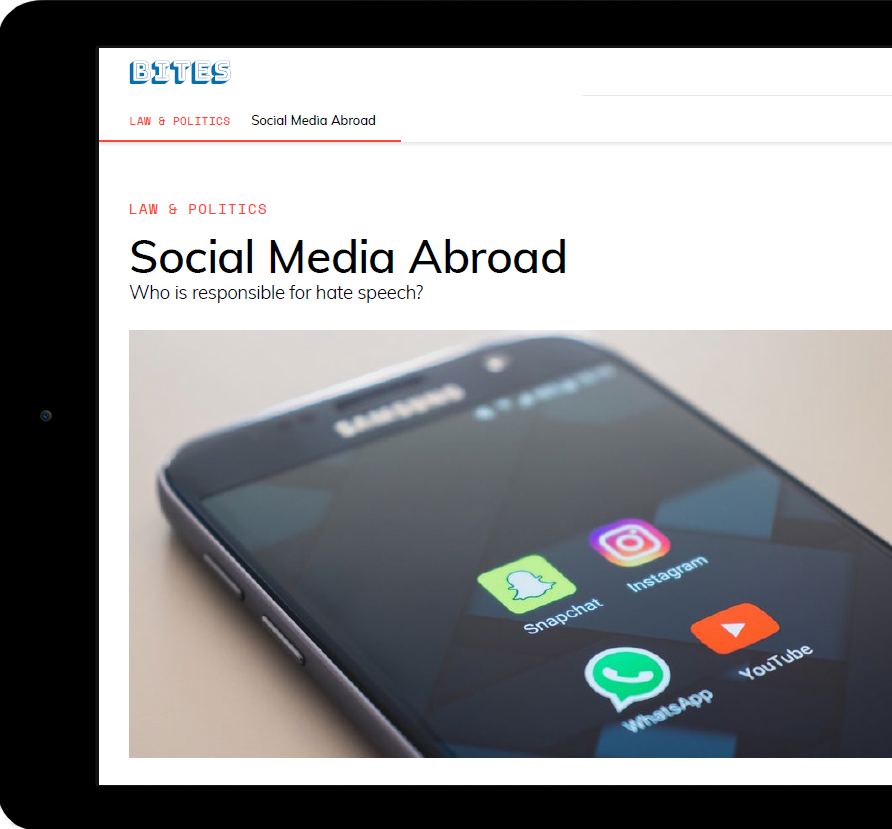 BITES
LAW & POLITICS Social Media Abroad
LAW & POLITICS
Social Media Abroad
Who is responsible for hate speech?
SAMSUNG
Snapchat
Instagram
WhatsApp
YouTube